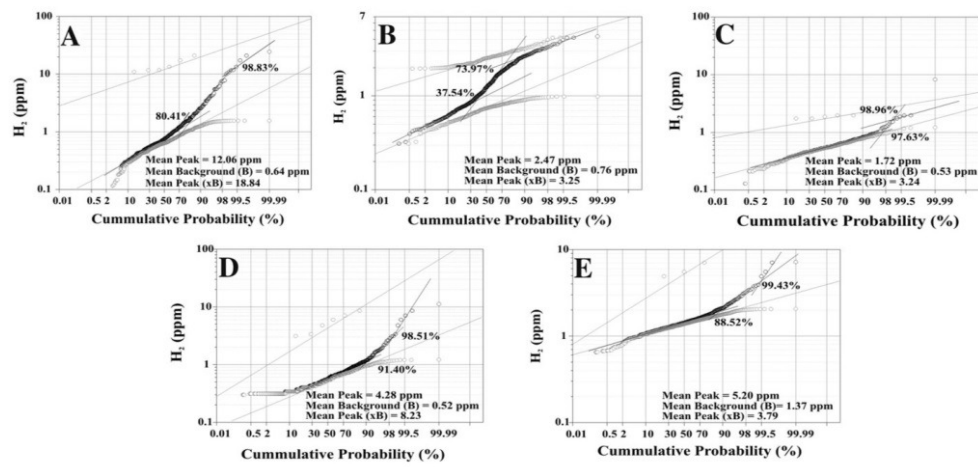 A
100
10
1
0.1
H₂ (ppm)
98.83%
80.41%
Mean Peak = 12.06 ppm
Mean Background (B) = 0.64 ppm
Mean Peak (xB) = 18.84
0.01 0.5 2 10 30 50 70 90 98 99.5 99,99
Cummulative Probability (%)
B
7
H₂ (ppm)
73.97%
37.54%
Mean Peak = 2.47 ppm
Mean Background (B) = 0.76 ppm
Mean Peak (xB) = 3.25
0.01 0.5 2 10 30 50 70 90 98 99.5 99,99
Cummulative Probability (%)
C
100
10
1
0.1
H₂ (ppm)
98.96%
97.63%
Mean Peak = 1.72 ppm
Mean Background (B) = 0.53 ppm
Mean Peak (xB) = 3.24
0.01 0.5 2 10 30 50 70 90 98 99.5 99,99
Cummulative Probability (%)
D
100
10
1
0.1
H₂ (ppm)
98.51%
91.40%
Mean Peak = 4.28 ppm
Mean Background (B) = 0.52 ppm
Mean Peak (xB) = 8.23
0.01 0.5 2 10 30 50 70 90 98 99.5 99,99
Cummulative Probability (%)
E
10
1
0.1
H₂ (ppm)
99.43%
88.52%
Mean Peak = 5.20 ppm
Mean Background (B)= 1.37 ppm
Mean Peak (xB) = 3.79
0.01 0.5 2 10 30 50 70 90 98 99.5 99,99
Cummulative Probability (%)